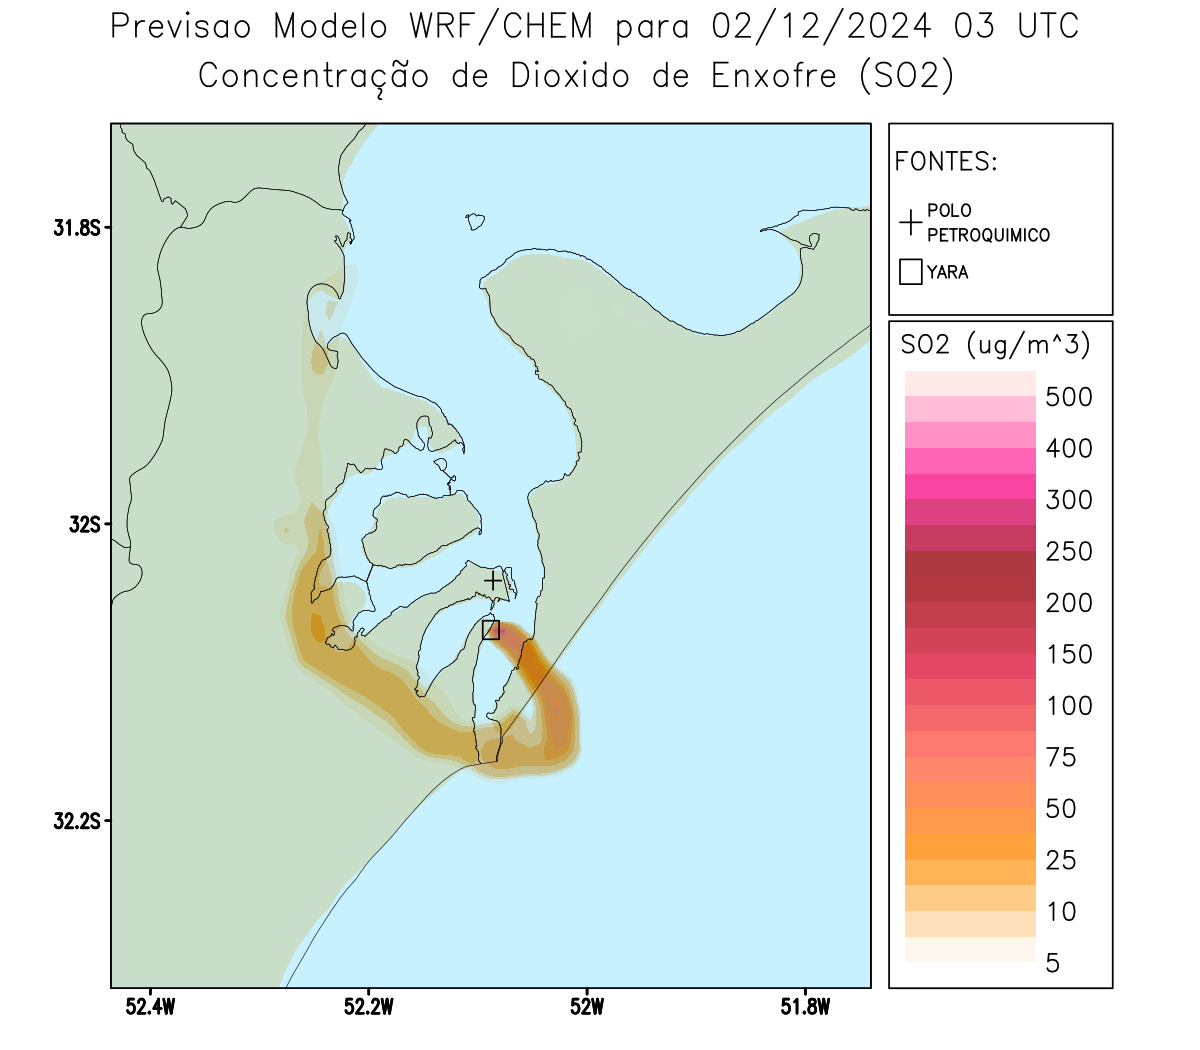 Previsao Modelo WRF/CHEM para 02/12/2024 03 UTC
Concentração de Dioxido de Enxofre (SO2)
FONTES:
POLO
PETROQUIMICO
YARA
SO2 (ug/m^3)
500
400
300
250
200
150
100
75
50
25
10
5
31.8S
32S
32.2S
52.4W
52.2W
52W
51.8W